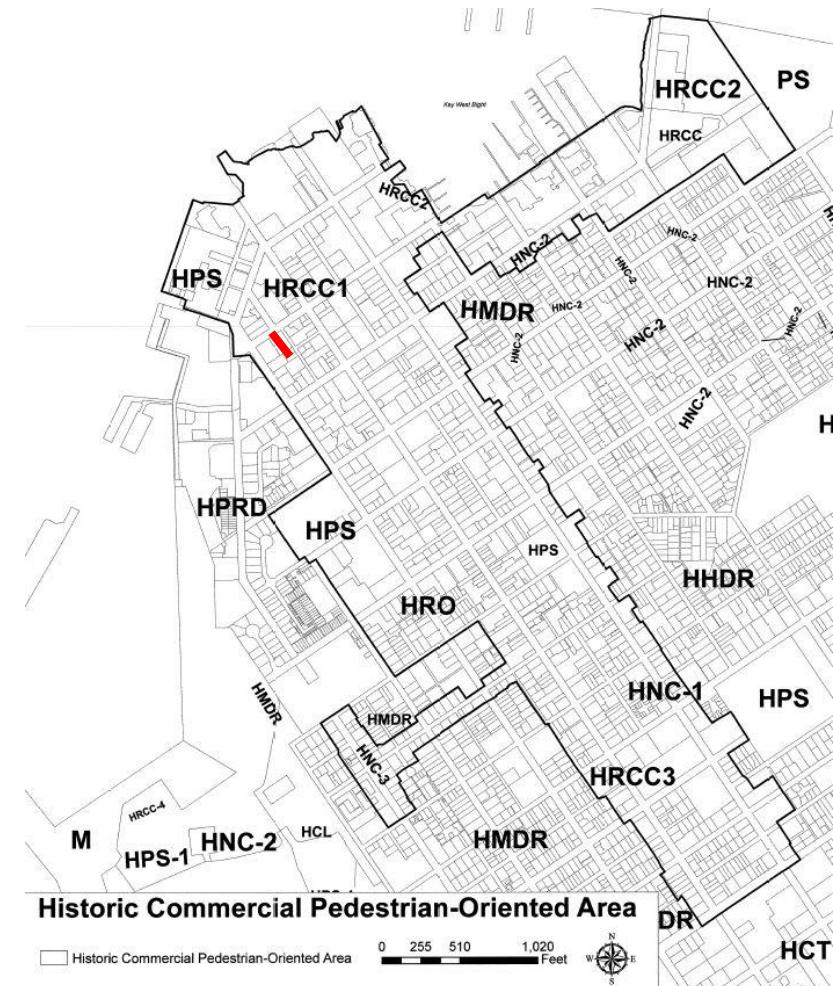 Key West Bight
HRCC2
PS
HRCC
HRCC2
HNC-2
HNC-2
HPS
HRCC1
HNC-2
HNC-2
HMDR
HNC-2
HNC-2
HNC-2
HNC-2
HNC-2
H
HPRD
HPS
HPS
HHDR
HRO
HNC-1
HPS
HMDR
HMDR
HNC-3
HRCC3
HRCC-4
M
HPS-1
HNC-2
HCL
HMDR
DR
HCT
Historic Commercial Pedestrian-Oriented Area
Historic Commercial Pedestrian-Oriented Area
0 255 510 1,020
Feet
N
W E
S